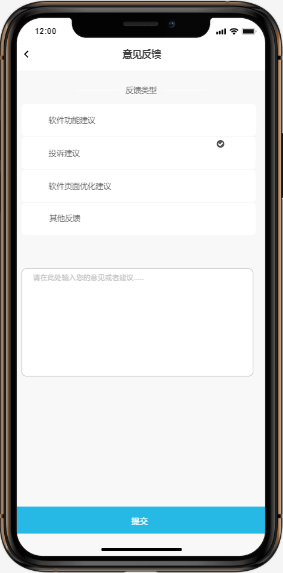 12:00
意见反馈
反馈类型
软件功能建议
投诉建议
软件页面优化建议
其他反馈
请在此处输入您的意见或者建议......
提交